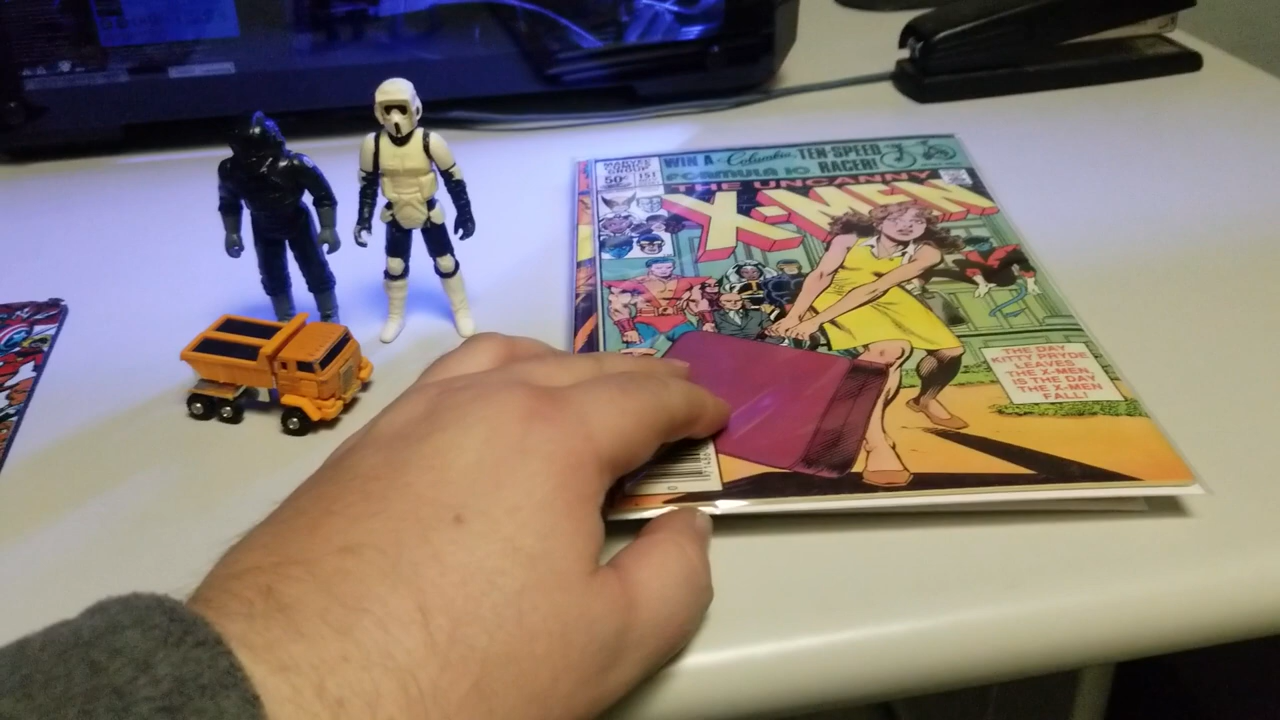 WIN A Columbia TEN-SPEED
FORMULA 10 RACER!
MARVEL
GROUP
50¢ 151
THE UNCANNY
X-MEN
THE DAY
KITTY PRYDE
LEAVES
THE X-MEN,
IS THE DAY
THE X-MEN
FALL!